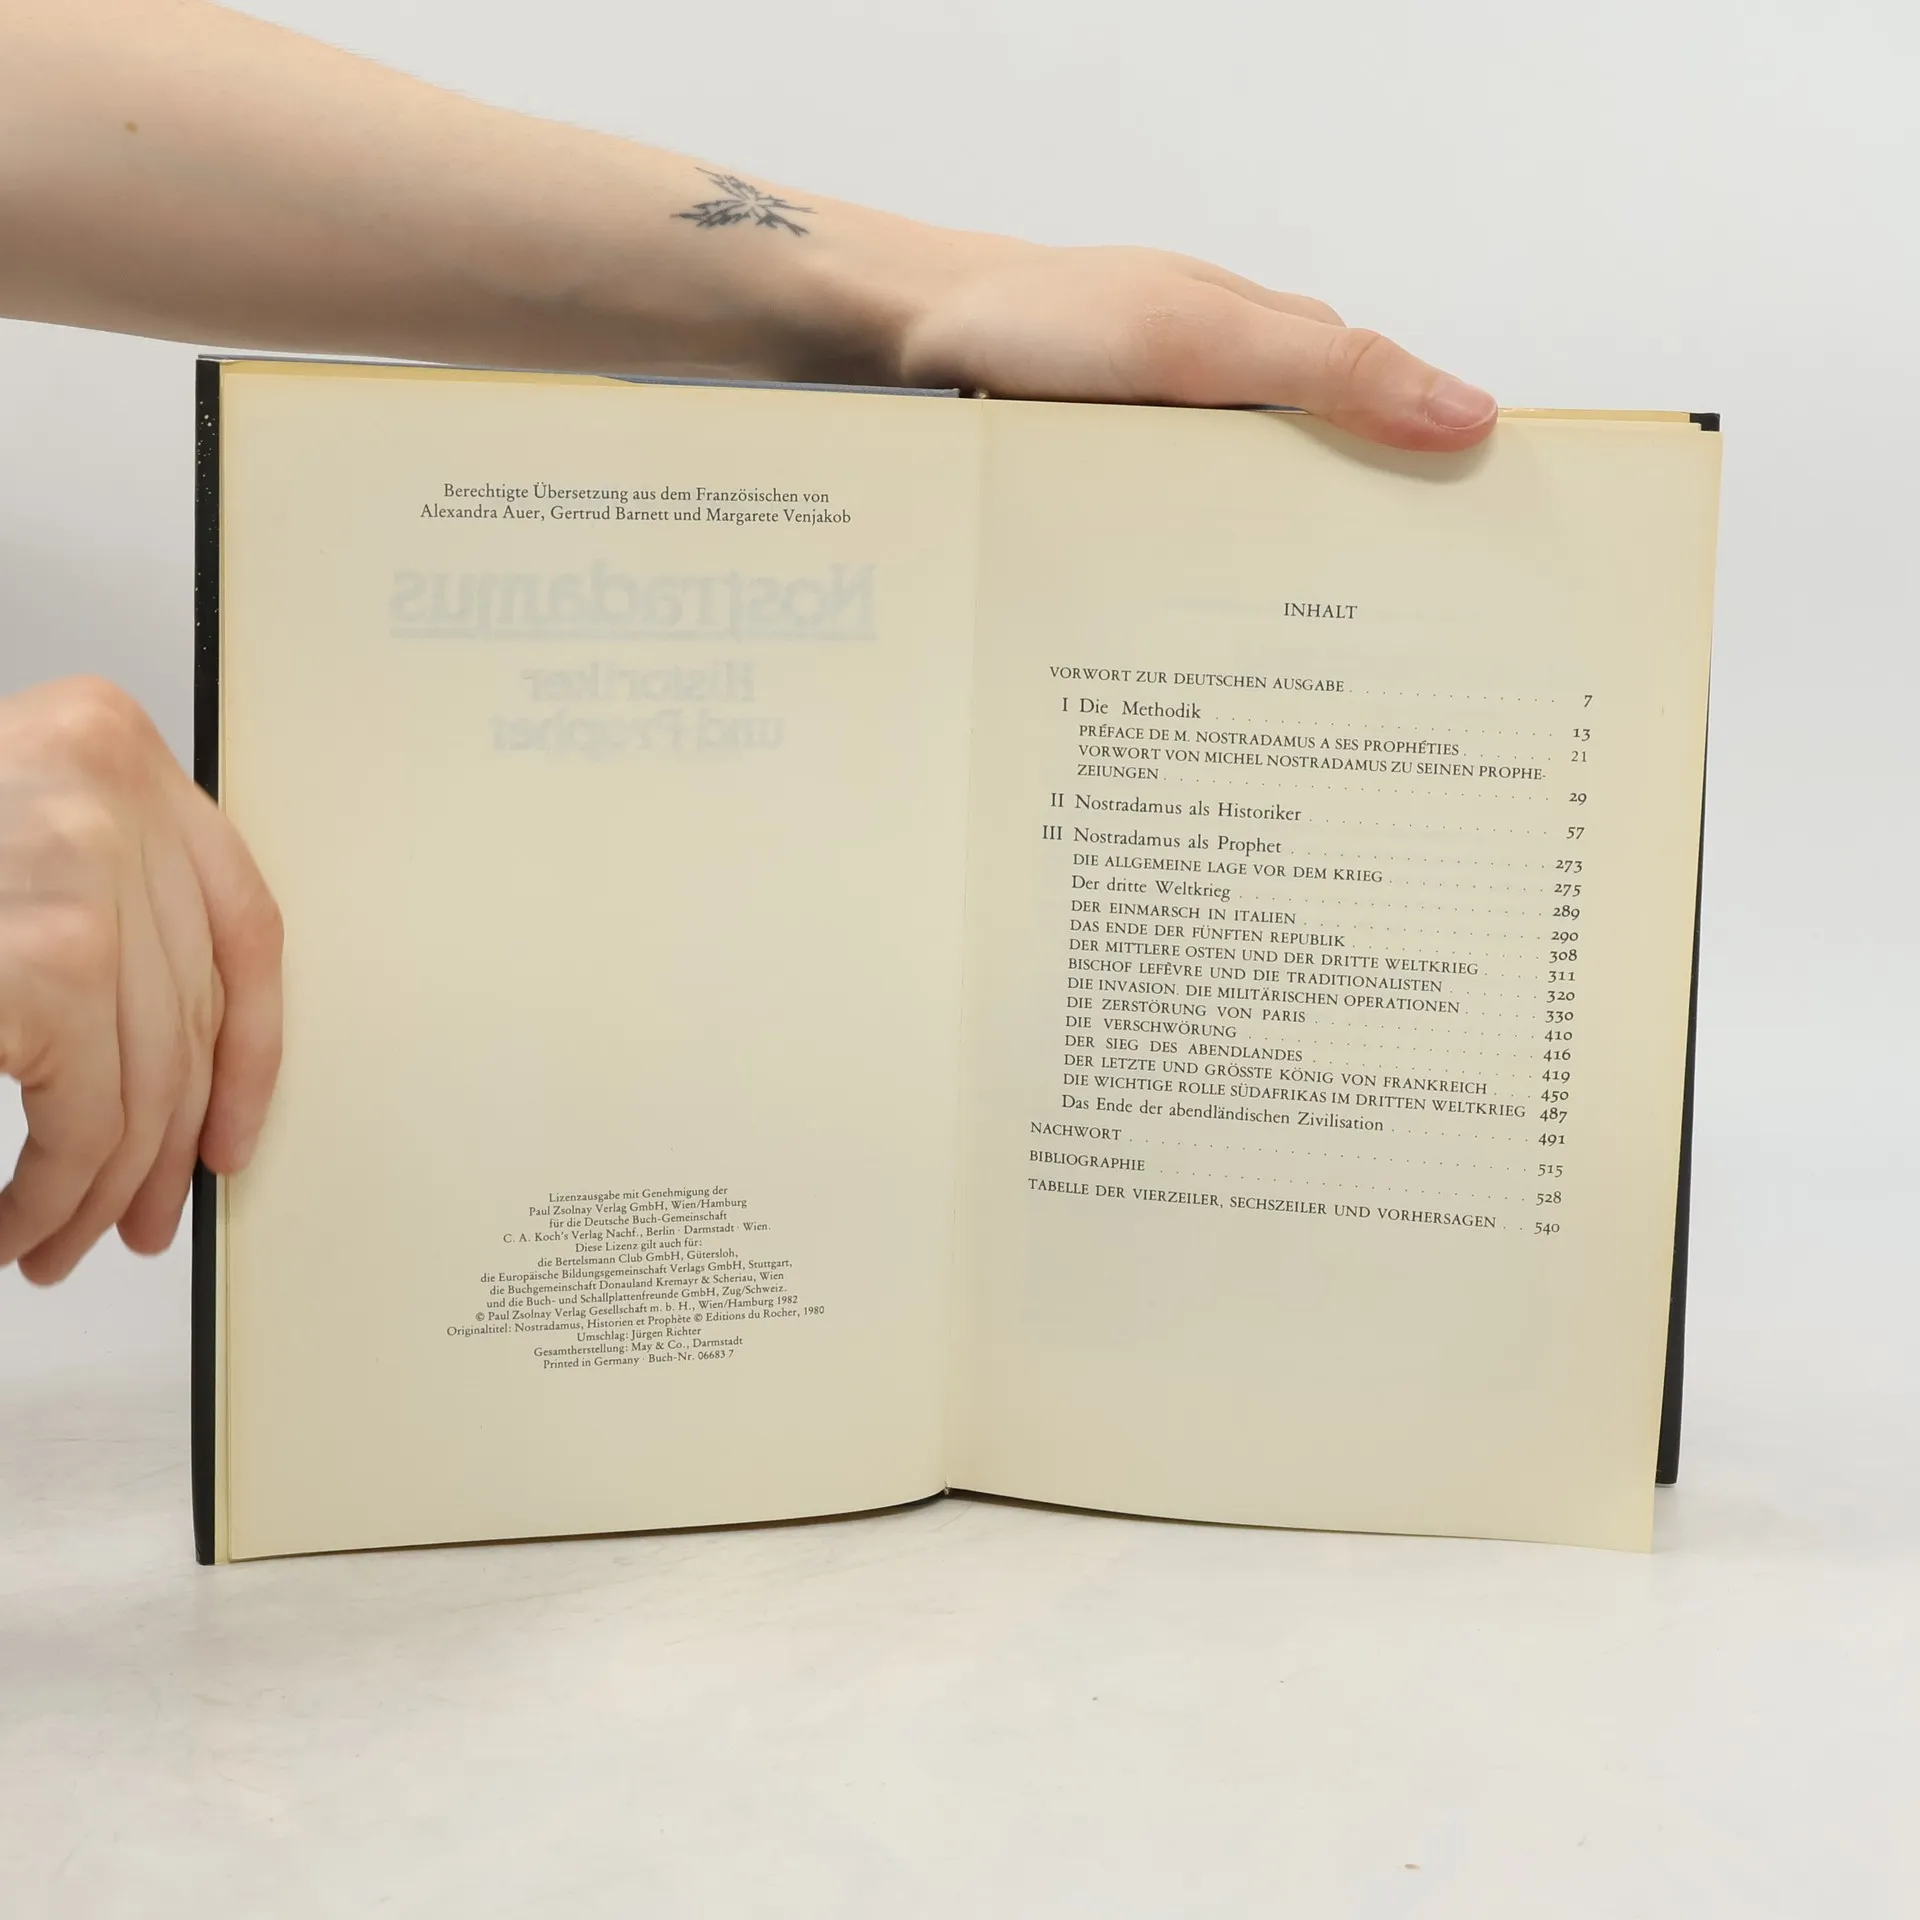 Berechtigte Übersetzung aus dem Französischen von
Alexandra Auer, Gertrud Barnett und Margarete Venjakob
Nostradamus
Historiker
und Prophet
Lizenzausgabe mit Genehmigung der
Paul Zsolnay Verlag GmbH, Wien/Hamburg
für die Deutsche Buch-Gemeinschaft
C. A. Koch's Verlag Nachf., Berlin · Darmstadt · Wien.
Diese Lizenz gilt auch für:
die Bertelsmann Club GmbH, Gütersloh,
die Europäische Bildungsgemeinschaft Verlags GmbH, Stuttgart,
die Buchgemeinschaft Donauland Kremayr & Scheriau, Wien
und die Buch- und Schallplattenfreunde GmbH, Zug/Schweiz.
© Paul Zsolnay Verlag Gesellschaft m. b. H., Wien/Hamburg 1982
Originaltitel: Nostradamus, Historien et Prophète © Editions du Rocher, 1980
Umschlag: Jürgen Richter
Gesamtherstellung: May & Co., Darmstadt
Printed in Germany · Buch-Nr. 06683 7
INHALT
VORWORT ZUR DEUTSCHEN AUSGABE . . . . . . . . . . . . 7
I Die Methodik . . . . . . . . . . . . . . . . . . 13
PRÉFACE DE M. NOSTRADAMUS A SES PROPHÉTIES . . . . . . 21
VORWORT VON MICHEL NOSTRADAMUS ZU SEINEN PROPHE-
ZEIUNGEN . . . . . . . . . . . . . . . . . . . . 29
II Nostradamus als Historiker . . . . . . . . . . . . . 57
III Nostradamus als Prophet . . . . . . . . . . . . . . 273
DIE ALLGEMEINE LAGE VOR DEM KRIEG . . . . . . . . . . 275
Der dritte Weltkrieg . . . . . . . . . . . . . . . . 289
DER EINMARSCH IN ITALIEN . . . . . . . . . . . . . . 290
DAS ENDE DER FÜNFTEN REPUBLIK . . . . . . . . . . . 308
DER MITTLERE OSTEN UND DER DRITTE WELTKRIEG . . . . 311
BISCHOF LEFÈVRE UND DIE TRADITIONALISTEN . . . . . . 320
DIE INVASION. DIE MILITÄRISCHEN OPERATIONEN . . . . . 330
DIE ZERSTÖRUNG VON PARIS . . . . . . . . . . . . . 410
DIE VERSCHWÖRUNG . . . . . . . . . . . . . . . . 416
DER SIEG DES ABENDLANDES . . . . . . . . . . . . . 419
DER LETZTE UND GRÖSSTE KÖNIG VON FRANKREICH . . . 450
DIE WICHTIGE ROLLE SÜDAFRIKAS IM DRITTEN WELTKRIEG 487
Das Ende der abendländischen Zivilisation . . . . . . . . . 491
NACHWORT . . . . . . . . . . . . . . . . . . . . 515
BIBLIOGRAPHIE . . . . . . . . . . . . . . . . . . 528
TABELLE DER VIERZEILER, SECHSZEILER UND VORHERSAGEN . . 540